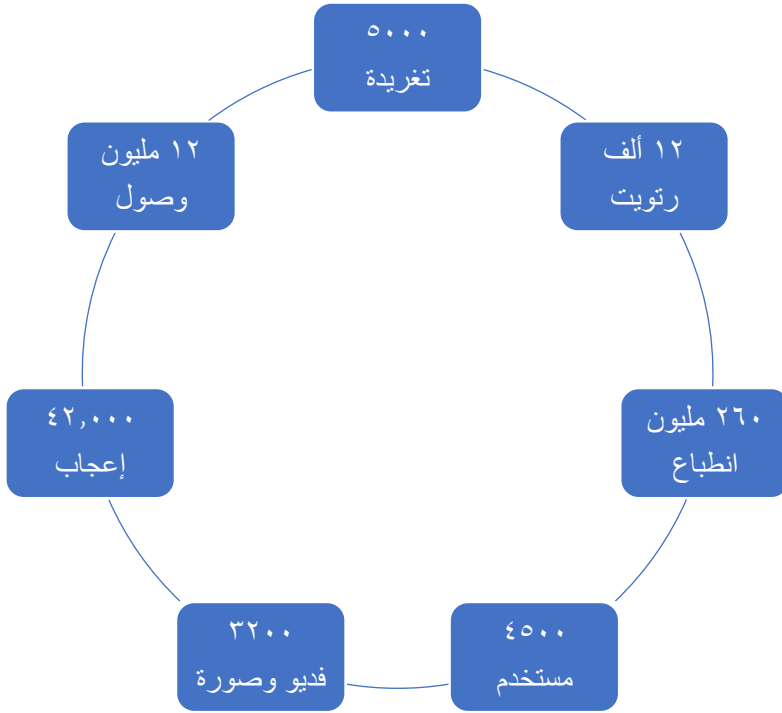 ٥٠٠٠
تغريدة
١٢ ألف
رتويت
٢٦٠ مليون
انطباع
٤٥٠٠
مستخدم
٣٢٠٠
فديو وصورة
٤٢,٠٠٠
إعجاب
١٢ مليون
وصول